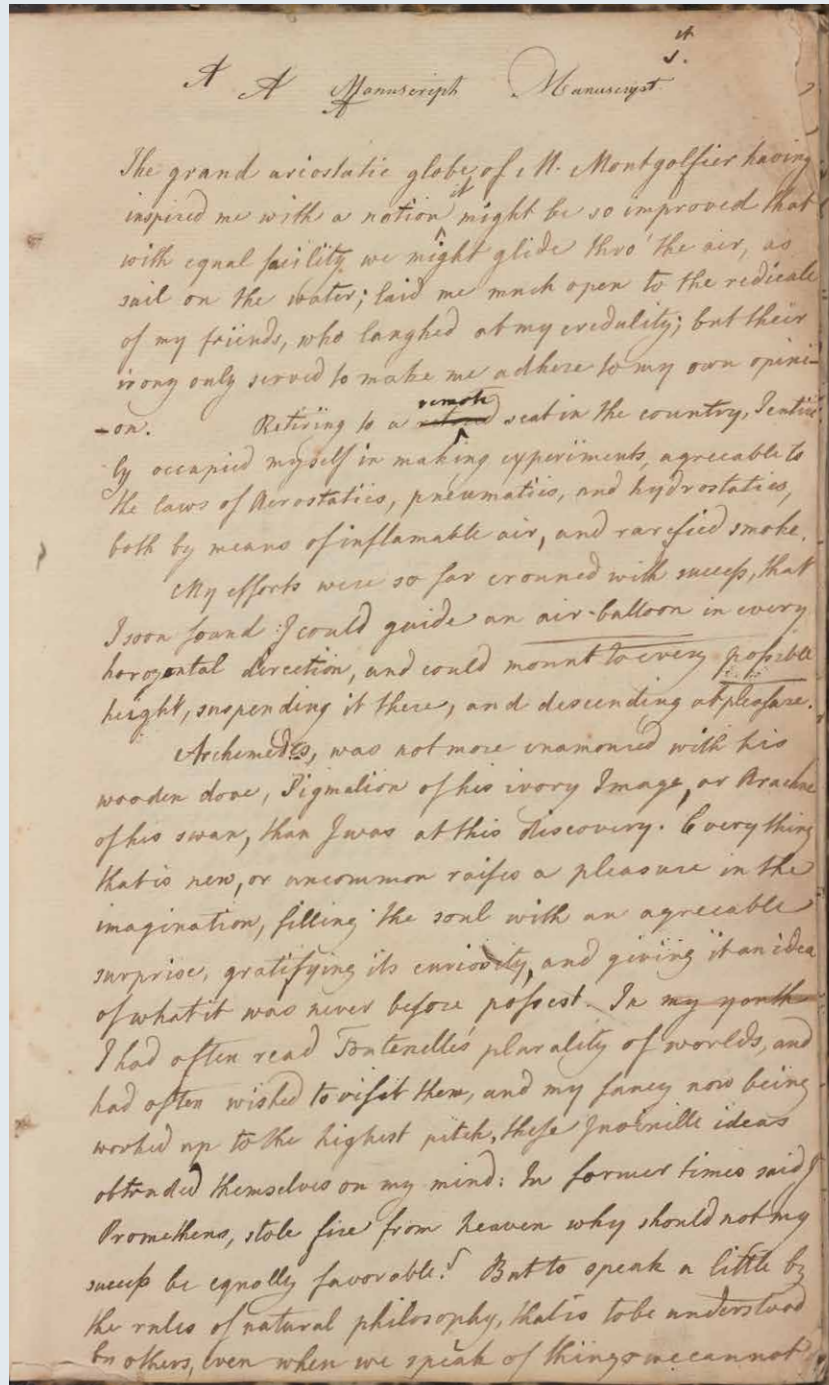 it
s.
A A Manuscriph Manuscript
The grand ariostatic globe, of M. Montgolfier having
inspired me with a notion it might be so improved that
with equal facility we might glide thro' the air, as
sail on the water; laid me much open to the redicule
of my friends, who laughed at my credulity; but their
irony only served to make me adhere to my own opini-
-on. Retiring to a remote seat in the country, I entire
ly occupied myself in making experiments, agreeable to
the laws of Aerostatics, pneumatics, and hydrostatics,
both by means of inflamable air, and rarefied smoke.
My efforts were so far crouned with success, that
I soon found I could guide an air-balloon in every
horozontal direction, and could mount to every possible
height, suspending it there, and descending at pleasure.
Archemedes, was not more enamoured with his
wooden dove, Pigmalion of his ivory Image, or Arachne
of his swan, than I was at this discovery. Everything
that is new, or uncommon raises a pleasure in the
imagination, filling the soul with an agreeable
surprise, gratifying its curiosity, and giving it an idea
of what it was never before possest. In my youth
I had often read Fontenelle's plurality of worlds, and
had often wished to visit them, and my fancy now being
worked up to the highest pitch, these Juvinille ideas
obtruded themselves on my mind: In former times said I
Prometheus, stole fire from heaven why should not my
success be equally favorable? But to speak a little by
the rules of natural philosophy, that is to be understood
by others, even when we speak of things we cannot